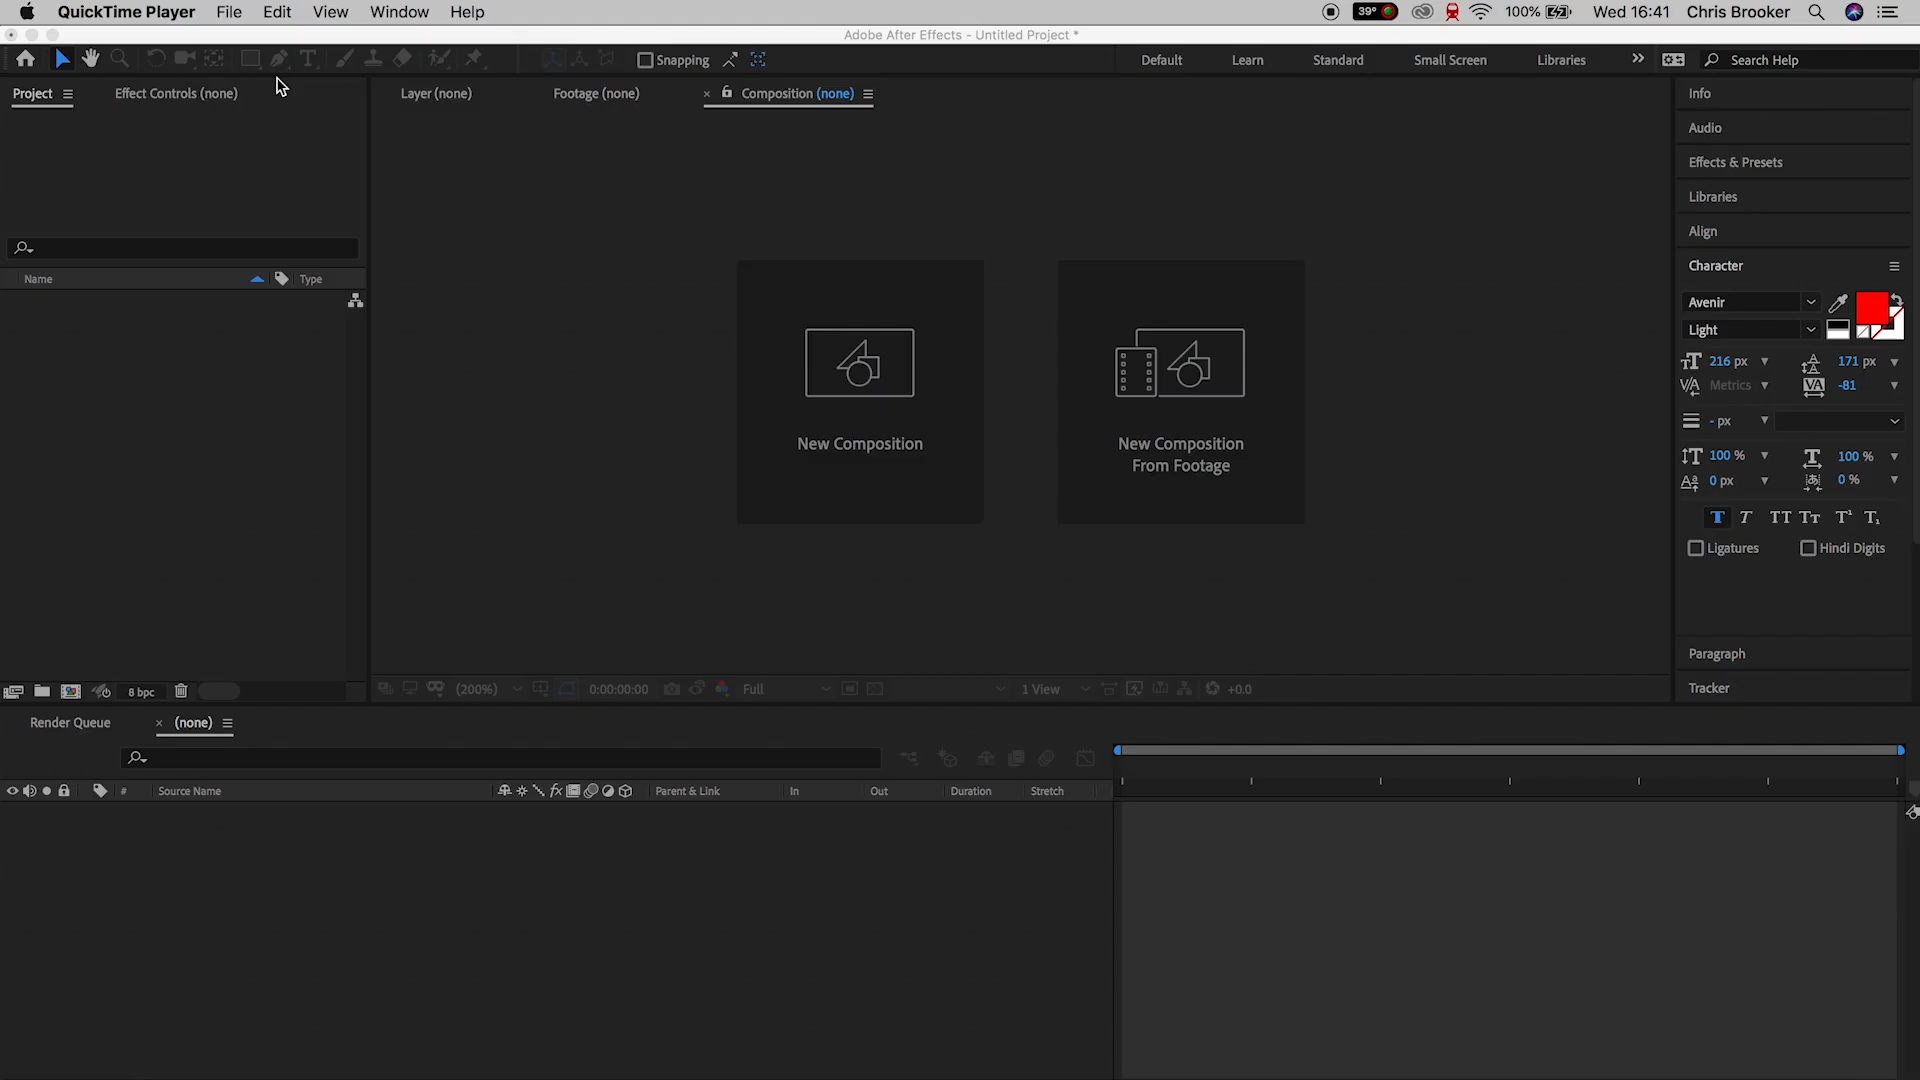 QuickTime Player File Edit View Window Help 39° 100% Wed 16:41 Chris Brooker
Adobe After Effects - Untitled Project *
Snapping Default Learn Standard Small Screen Libraries Search Help
Project Effect Controls (none) Layer (none) Footage (none) Composition (none) Info
Audio
Effects & Presets
Libraries
Align
Character
Name Type
Avenir
Light
216 px 171 px
Metrics -81
- px
New Composition
New Composition
From Footage
100 % 100 %
0 px 0 %
T T TT Tt T¹ T₁
Ligatures Hindi Digits
Paragraph
Tracker
8 bpc (200%) 0:00:00:00 Full 1 View +0.0
Render Queue (none)
# Source Name fx Parent & Link In Out Duration Stretch